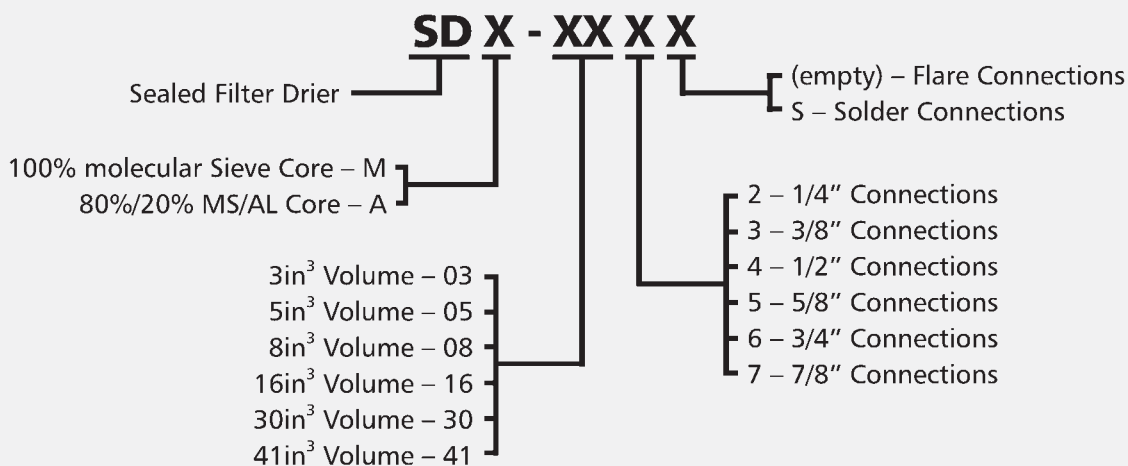 SD X - XX X X
Sealed Filter Drier
(empty) – Flare Connections
S – Solder Connections
100% molecular Sieve Core – M
80%/20% MS/AL Core – A
3in³ Volume – 03
5in³ Volume – 05
8in³ Volume – 08
16in³ Volume – 16
30in³ Volume – 30
41in³ Volume – 41
2 – 1/4” Connections
3 – 3/8” Connections
4 – 1/2” Connections
5 – 5/8” Connections
6 – 3/4” Connections
7 – 7/8” Connections